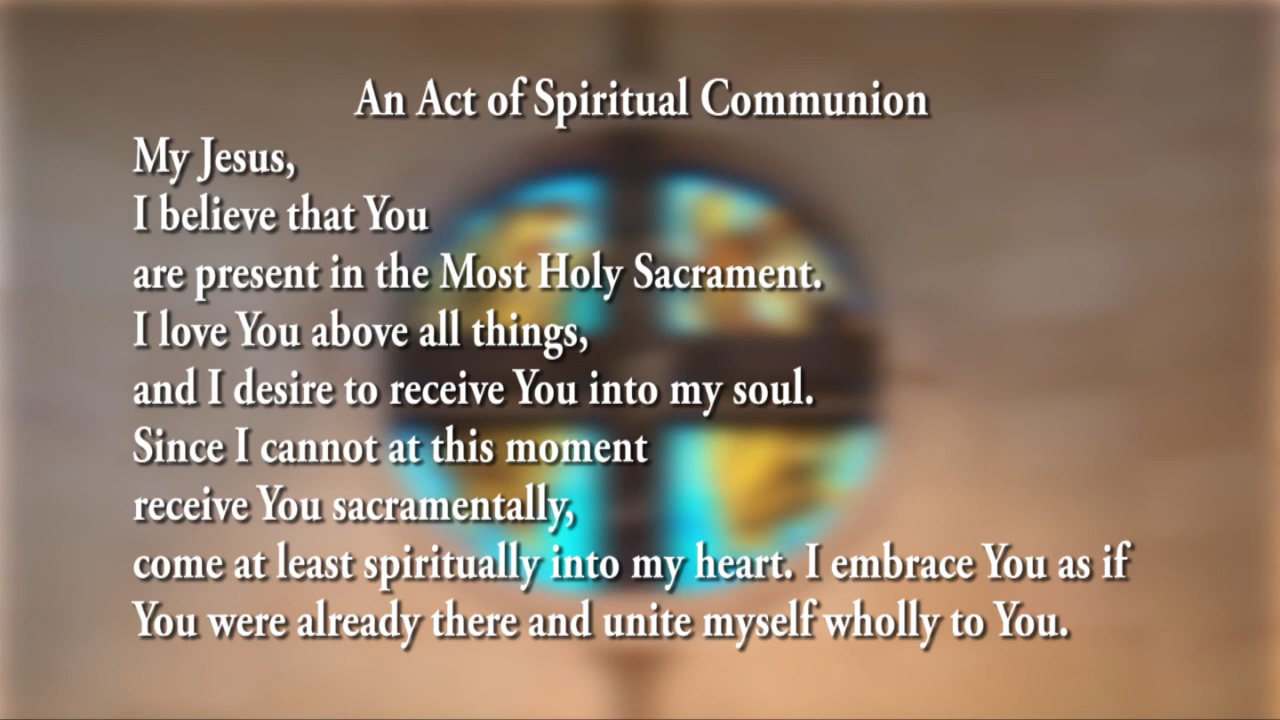 An Act of Spiritual Communion
My Jesus,
I believe that You
are present in the Most Holy Sacrament.
I love You above all things,
and I desire to receive You into my soul.
Since I cannot at this moment
receive You sacramentally,
come at least spiritually into my heart. I embrace You as if
You were already there and unite myself wholly to You.